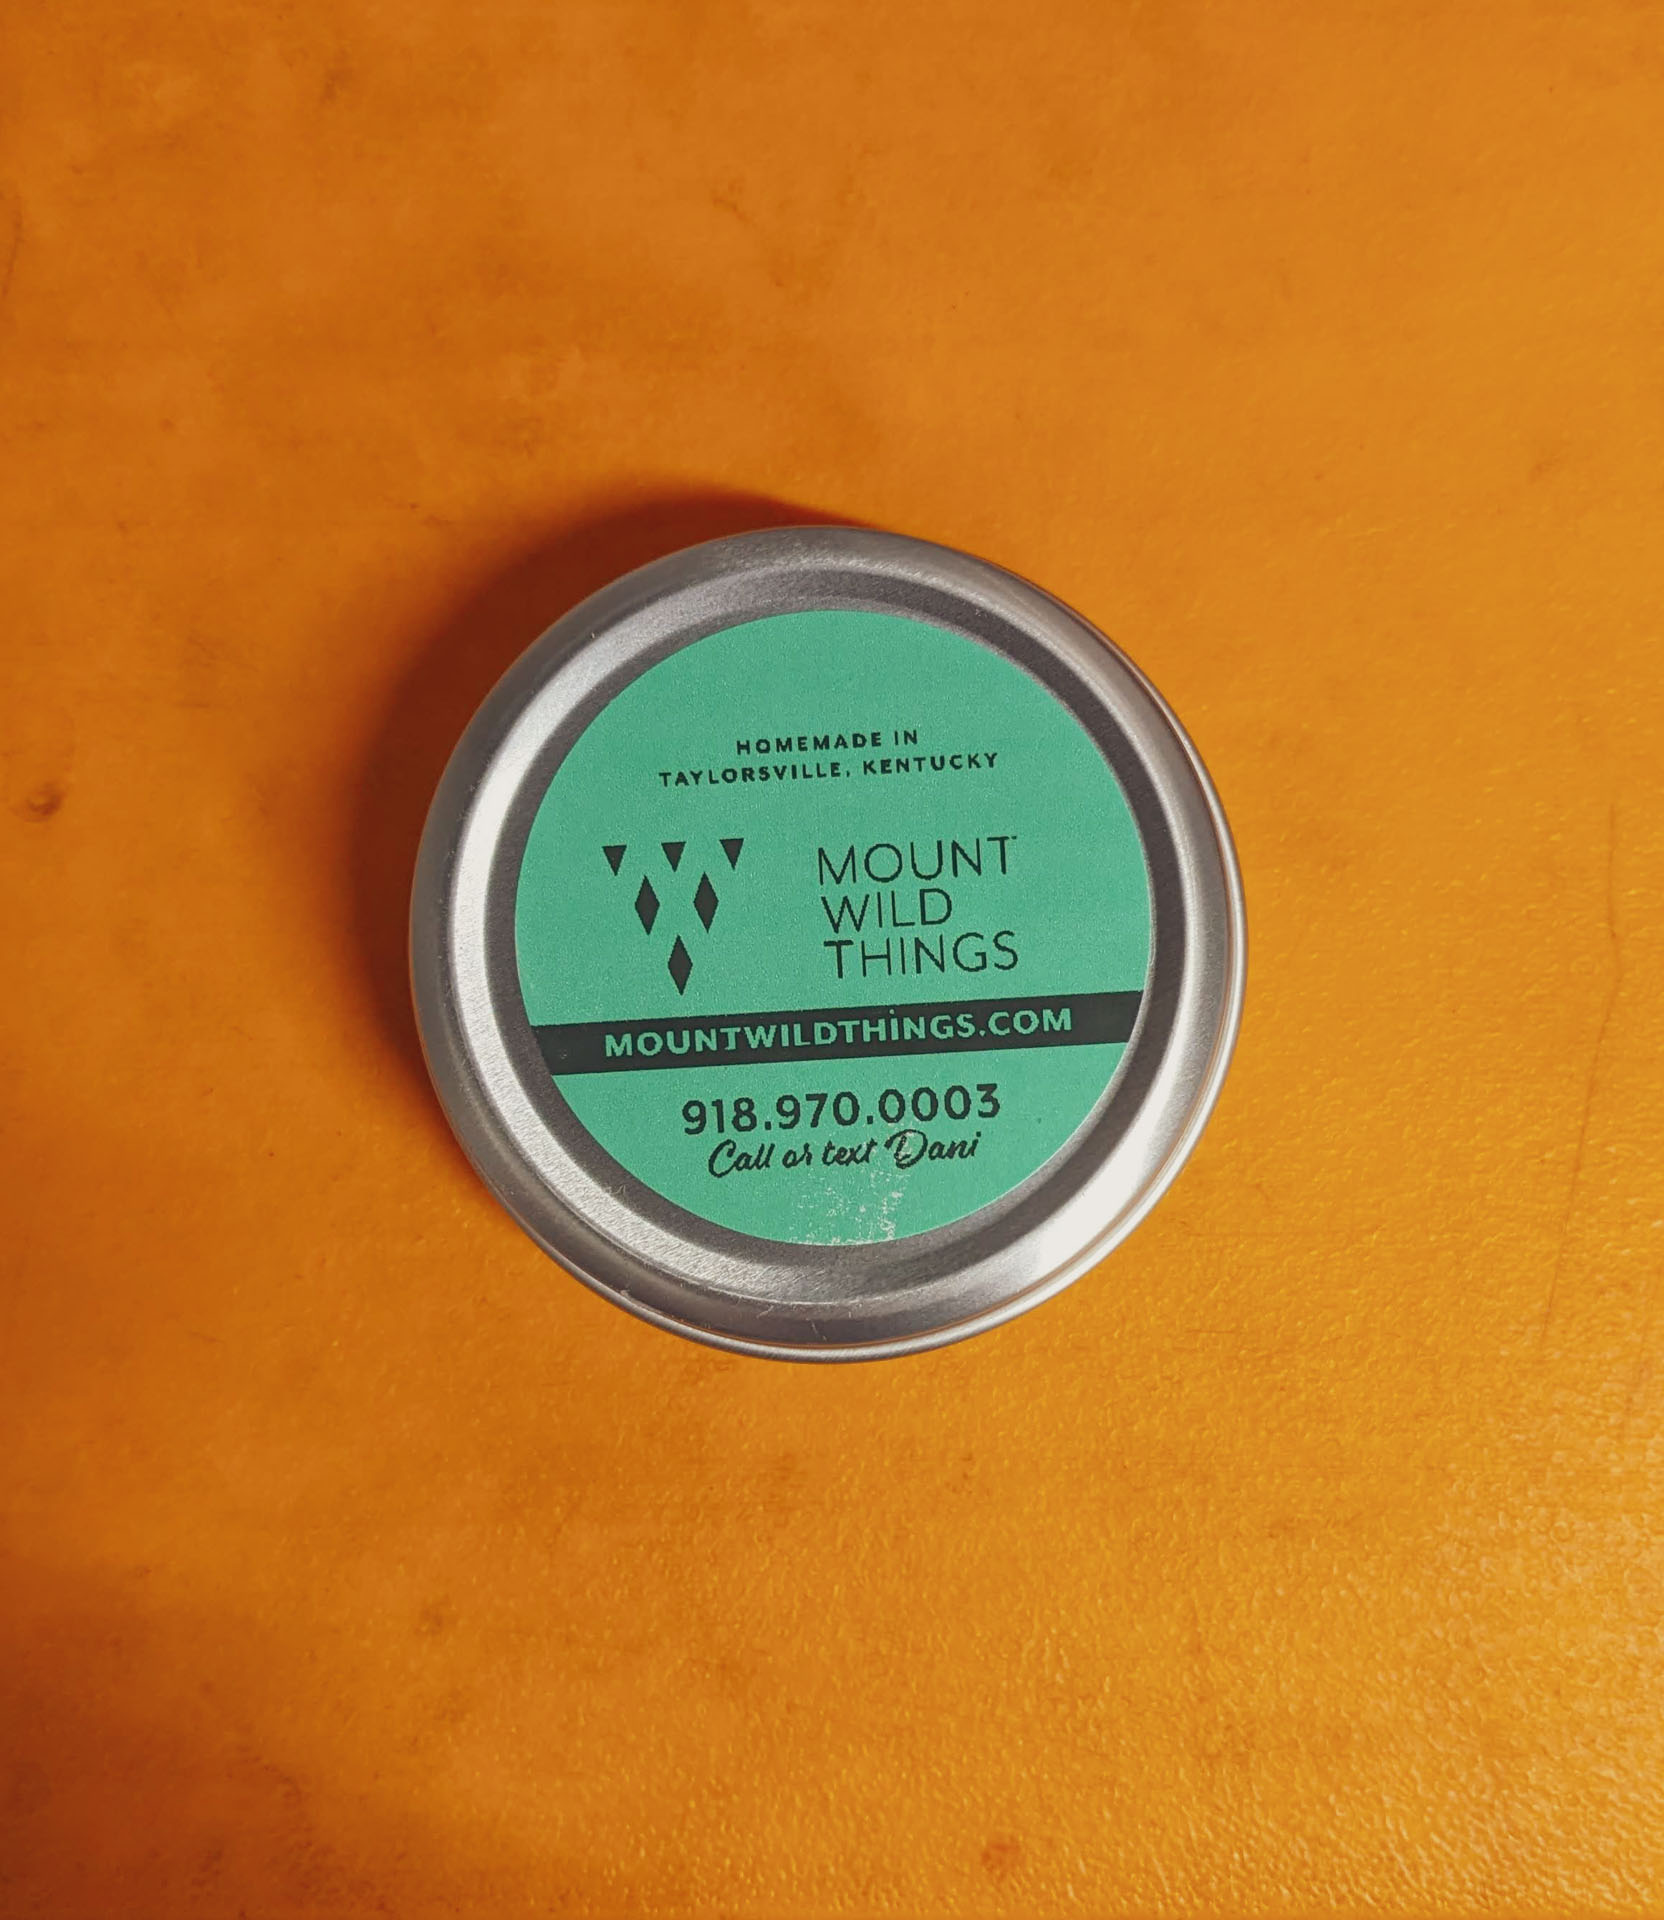 HOMEMADE IN
TAYLORSVILLE, KENTUCKY
MOUNT
WILD
THINGS
MOUNTWILDTHiNGS.COM
918.970.0003
Call or text Dani